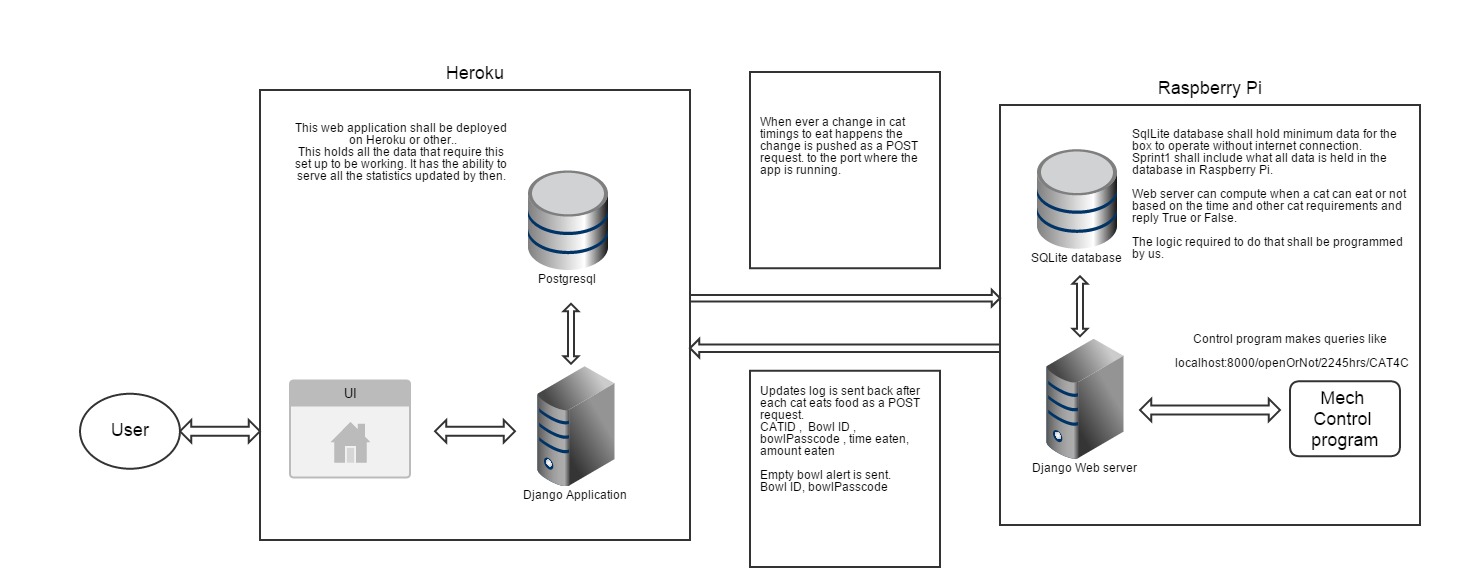 Heroku
This web application shall be deployed
on Heroku or other..
This holds all the data that require this
set up to be working. It has the ability to
serve all the statistics updated by then.
Postgresql
UI
Django Application
User
When ever a change in cat
timings to eat happens the
change is pushed as a POST
request. to the port where the
app is running.
Updates log is sent back after
each cat eats food as a POST
request.
CATID , Bowl ID ,
bowlPasscode , time eaten,
amount eaten
Empty bowl alert is sent.
Bowl ID, bowlPasscode
Raspberry Pi
SqlLite database shall hold minimum data for the
box to operate without internet connection.
Sprint1 shall include what all data is held in the
database in Raspberry Pi.
Web server can compute when a cat can eat or not
based on the time and other cat requirements and
reply True or False.
The logic required to do that shall be programmed
by us.
SQLite database
Control program makes queries like
localhost:8000/openOrNot/2245hrs/CAT4C
Mech
Control
program
Django Web server